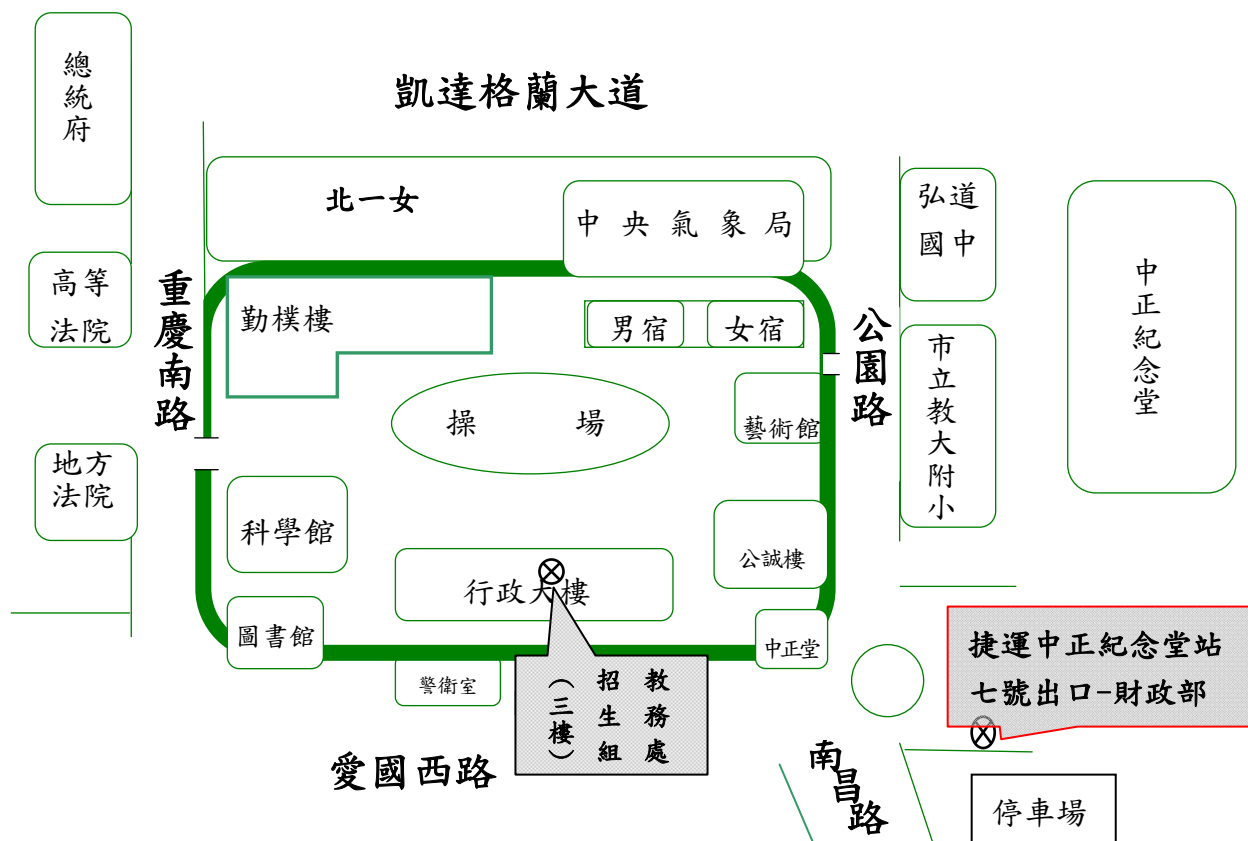 總統府
凱達格蘭大道
北一女
中央氣象局
弘道
國中
中正紀念堂
高等
法院
重慶南路
勤樸樓
男宿
女宿
公園路
市立教大附小
操場
藝術館
地方
法院
科學館
公誠樓
行政大樓
圖書館
中正堂
警衛室
教務處
招生組
（三樓）
捷運中正紀念堂站
七號出口-財政部
愛國西路
南昌路
停車場